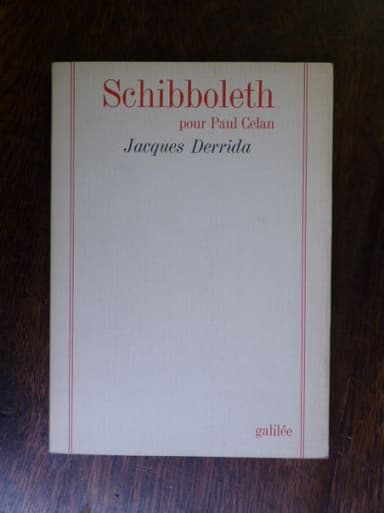 Schibboleth
pour Paul Celan
Jacques Derrida
galilée